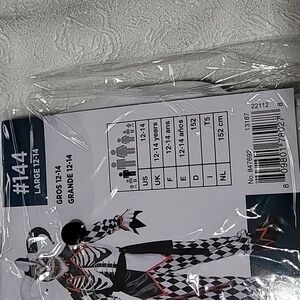 #144
LARGE 12-14
GROS 12-14
GRANDE 12-14
US 12-14
UK 12-14 years
F 12-14 ans
E 12-14 años
D 152
I T5
NL 152 cm
No. 847692
13187
22112